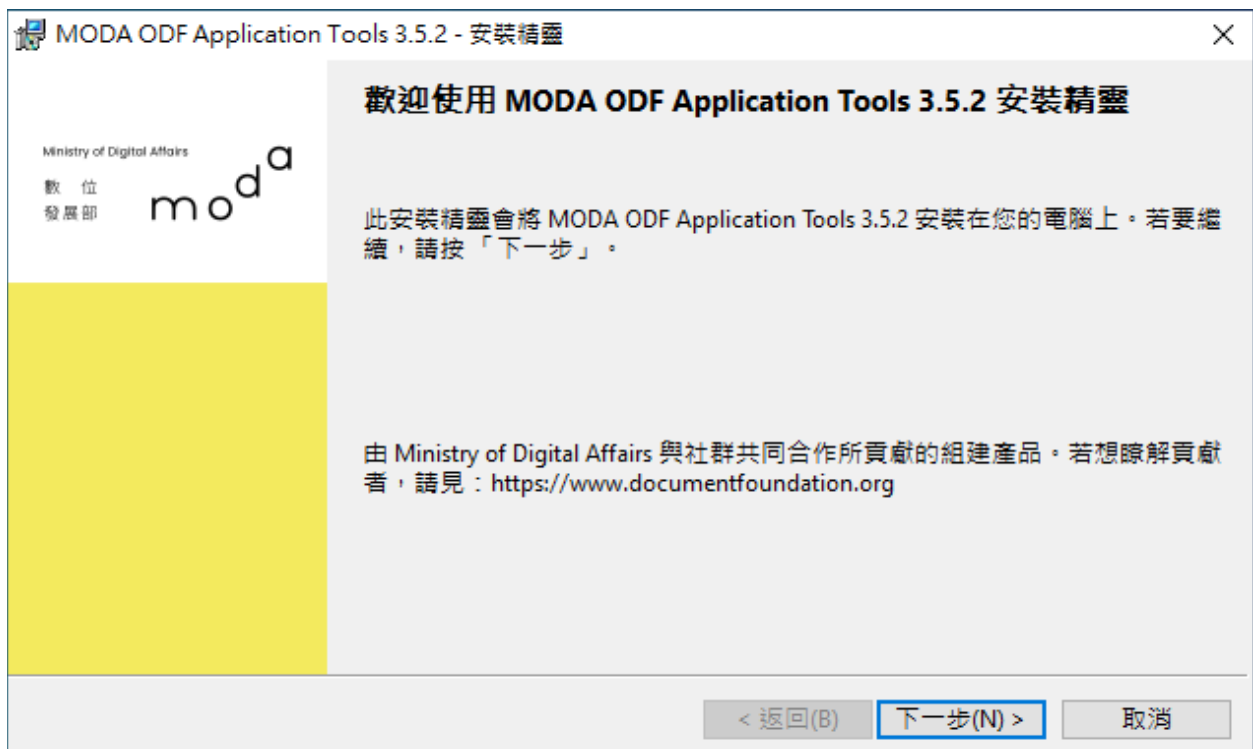 MODA ODF Application Tools 3.5.2 - 安裝精靈
Ministry of Digital Affairs
數 位
發展部
moda
歡迎使用 MODA ODF Application Tools 3.5.2 安裝精靈
此安裝精靈會將 MODA ODF Application Tools 3.5.2 安裝在您的電腦上。若要繼
續，請按「下一步」。
由 Ministry of Digital Affairs 與社群共同合作所貢獻的組建產品。若想瞭解貢獻
者，請見：https://www.documentfoundation.org
< 返回(B)
下一步(N) >
取消